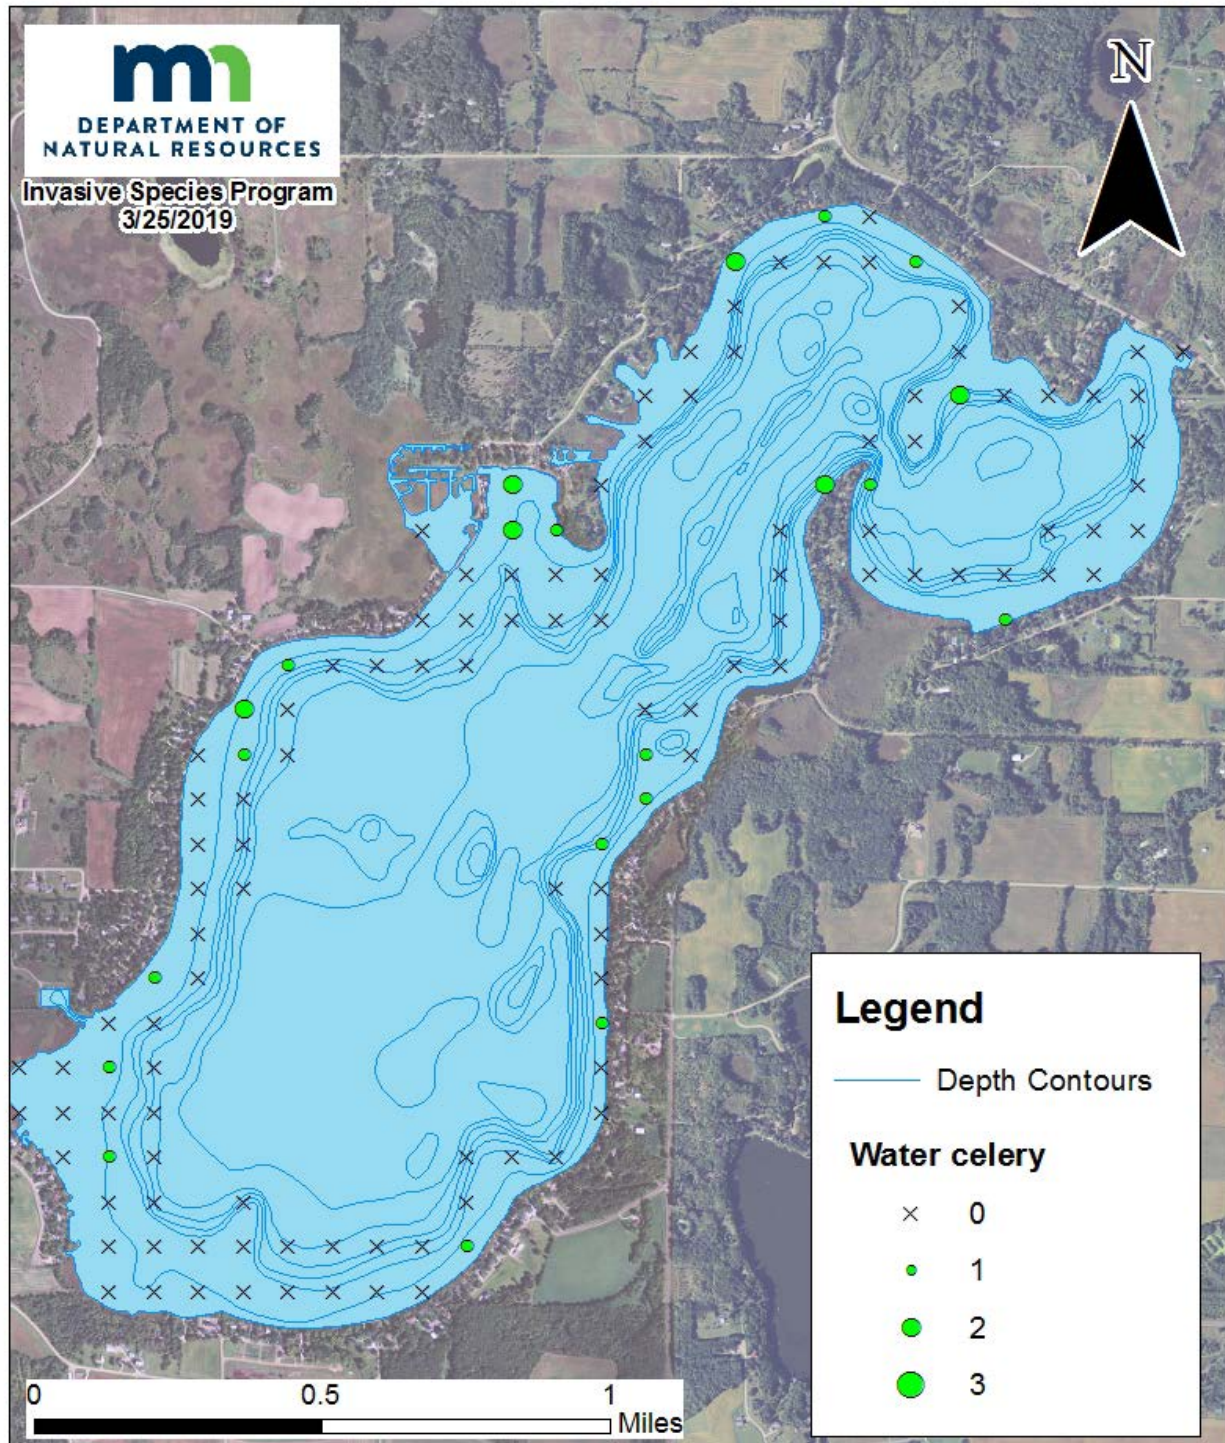 DEPARTMENT OF
NATURAL RESOURCES
Invasive Species Program
3/25/2019
N
Legend
Depth Contours
Water celery
0
1
2
3
0 0.5 1
Miles